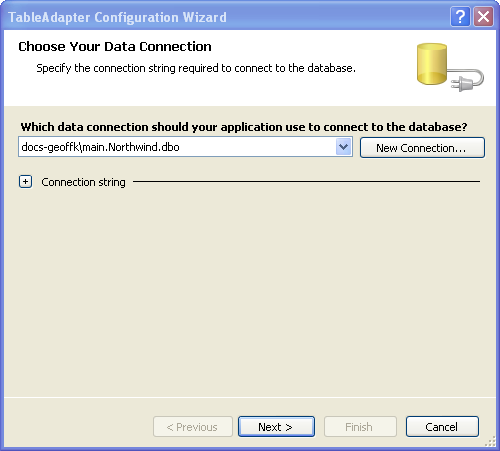 TableAdapter Configuration Wizard
Choose Your Data Connection
Specify the connection string required to connect to the database.
Which data connection should your application use to connect to the database?
docs-geoffk\main.Northwind.dbo
New Connection...
Connection string
< Previous
Next >
Finish
Cancel